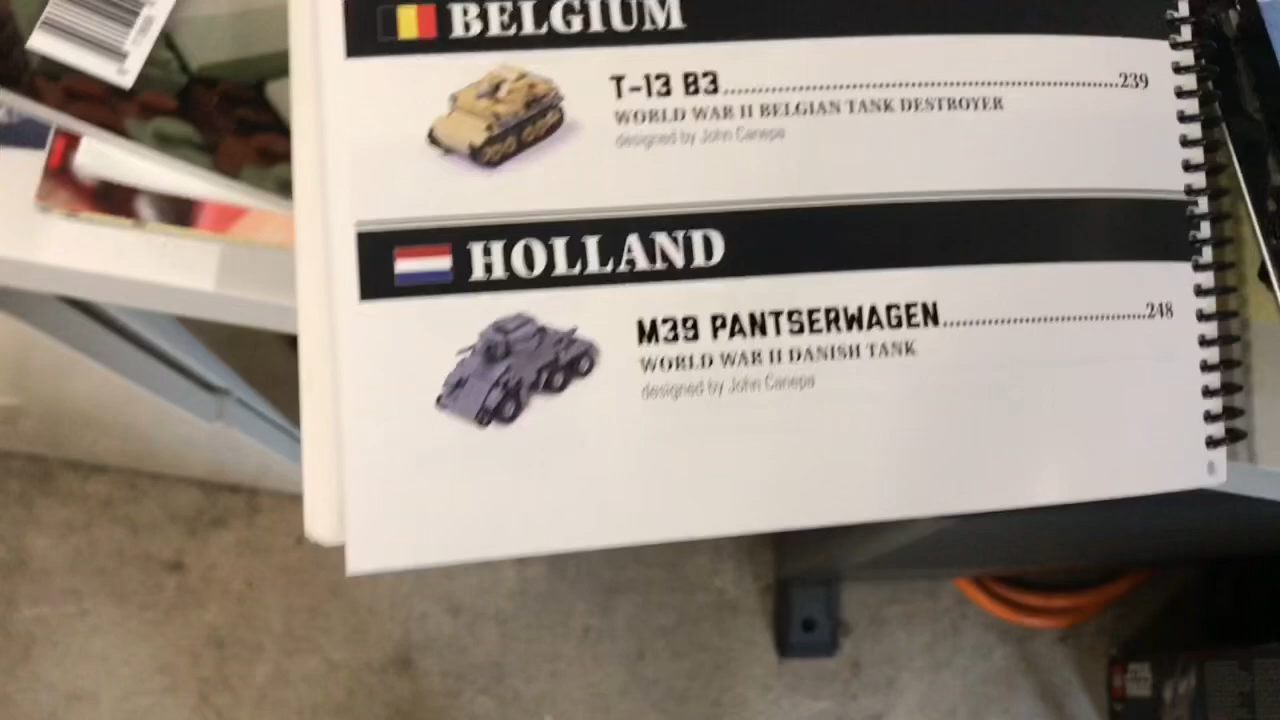 BELGIUM
T-13 B3........................................239
WORLD WAR II BELGIAN TANK DESTROYER
designed by John Canepa
HOLLAND
M39 PANTSERWAGEN........................................248
WORLD WAR II DANISH TANK
designed by John Canepa